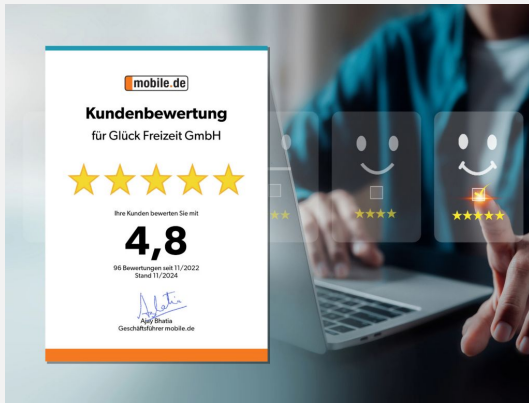 mobile.de
Kundenbewertung
für Glück Freizeit GmbH
Ihre Kunden bewerten Sie mit
4,8
96 Bewertungen seit 11/2022
Stand 11/2024
Ajay Bhatia
Geschäftsführer mobile.de